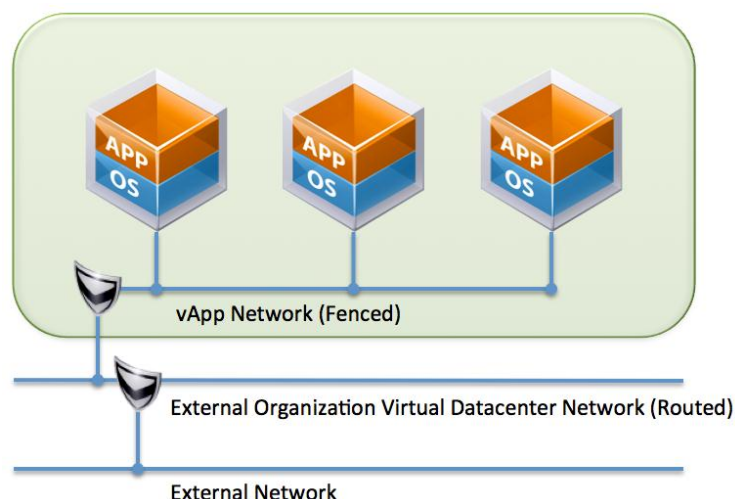 APP APP APP
OS OS OS
vApp Network (Fenced)
External Organization Virtual Datacenter Network (Routed)
External Network